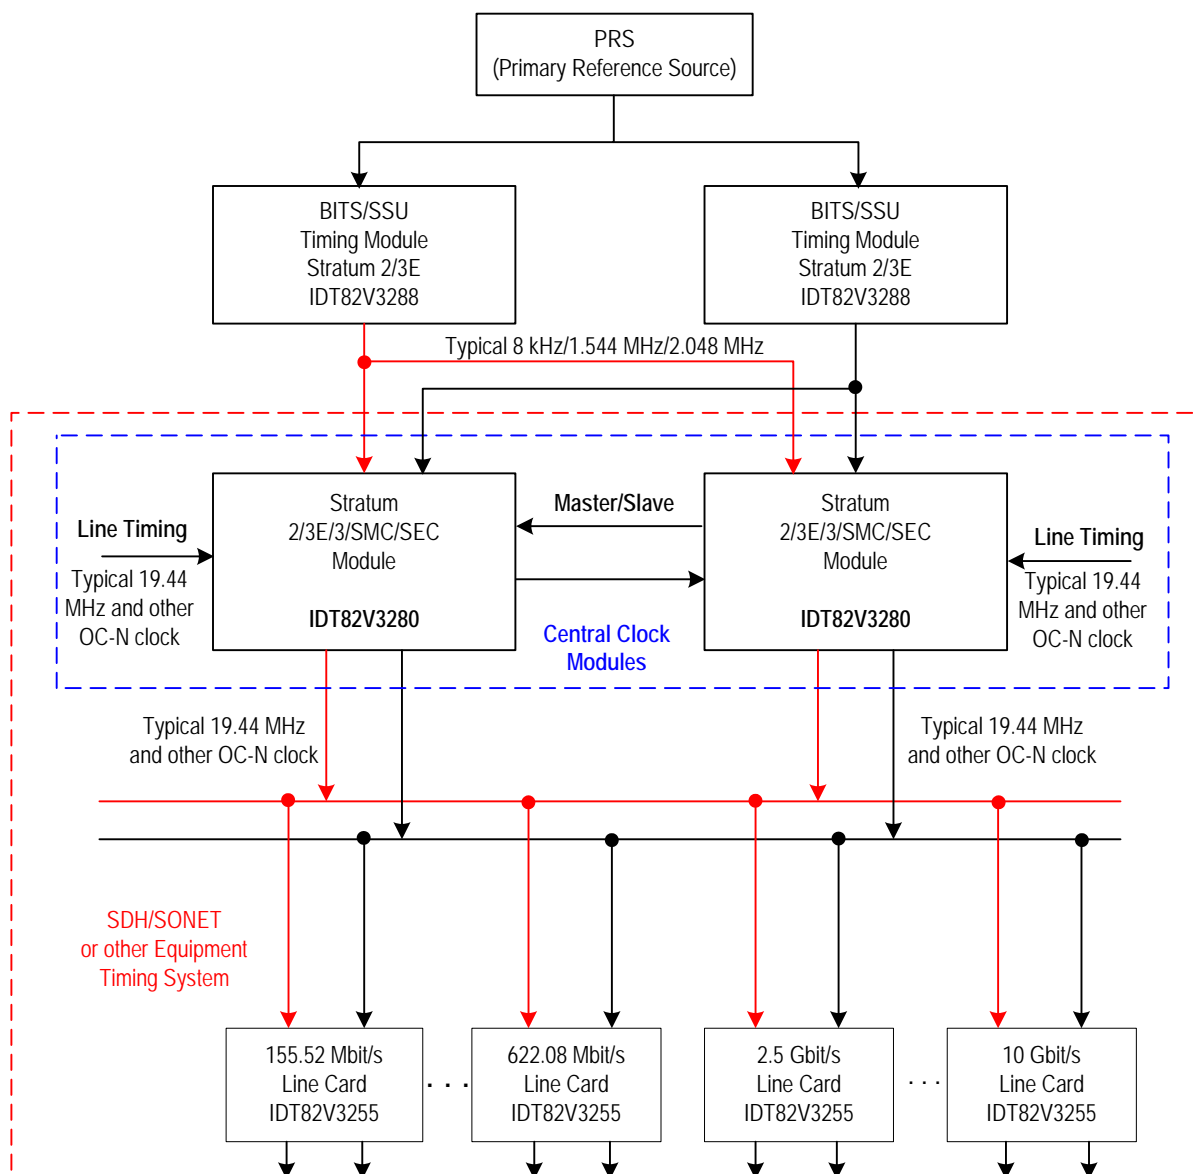 PRS
(Primary Reference Source)
BITS/SSU
Timing Module
Stratum 2/3E
IDT82V3288
BITS/SSU
Timing Module
Stratum 2/3E
IDT82V3288
Typical 8 kHz/1.544 MHz/2.048 MHz
Stratum
2/3E/3/SMC/SEC
Module
IDT82V3280
Master/Slave
Stratum
2/3E/3/SMC/SEC
Module
IDT82V3280
Line Timing
Typical 19.44
MHz and other
OC-N clock
Line Timing
Typical 19.44
MHz and other
OC-N clock
Central Clock
Modules
Typical 19.44 MHz
and other OC-N clock
Typical 19.44 MHz
and other OC-N clock
SDH/SONET
or other Equipment
Timing System
155.52 Mbit/s
Line Card
IDT82V3255
. . .
622.08 Mbit/s
Line Card
IDT82V3255
2.5 Gbit/s
Line Card
IDT82V3255
. . .
10 Gbit/s
Line Card
IDT82V3255